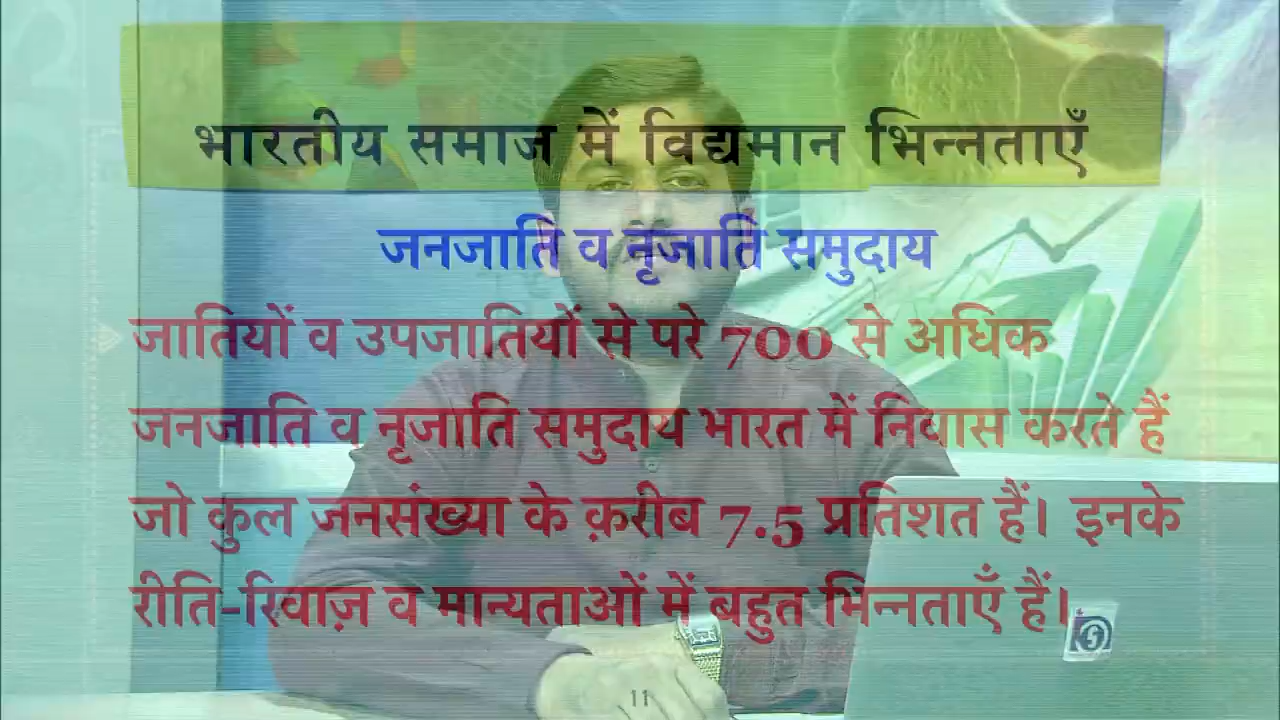 भारतीय समाज में विद्यमान भिन्नताएँ
जनजाति व नृजाति समुदाय
जातियों व उपजातियों से परे 700 से अधिक
जनजाति व नृजाति समुदाय भारत में निवास करते हैं
जो कुल जनसंख्या के क़रीब 7.5 प्रतिशत हैं। इनके
रीति-रिवाज़ व मान्यताओं में बहुत भिन्नताएँ हैं।
11